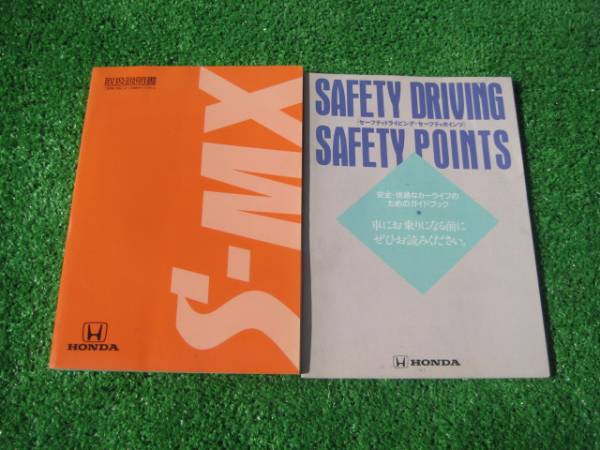 取扱説明書
S-MX
HONDA
SAFETY DRIVING
［セーフティドライビング・セーフティポインツ］
SAFETY POINTS
安全・快適なカーライフの
ためのガイドブック
車にお乗りになる前に
ぜひお読みください。
HONDA